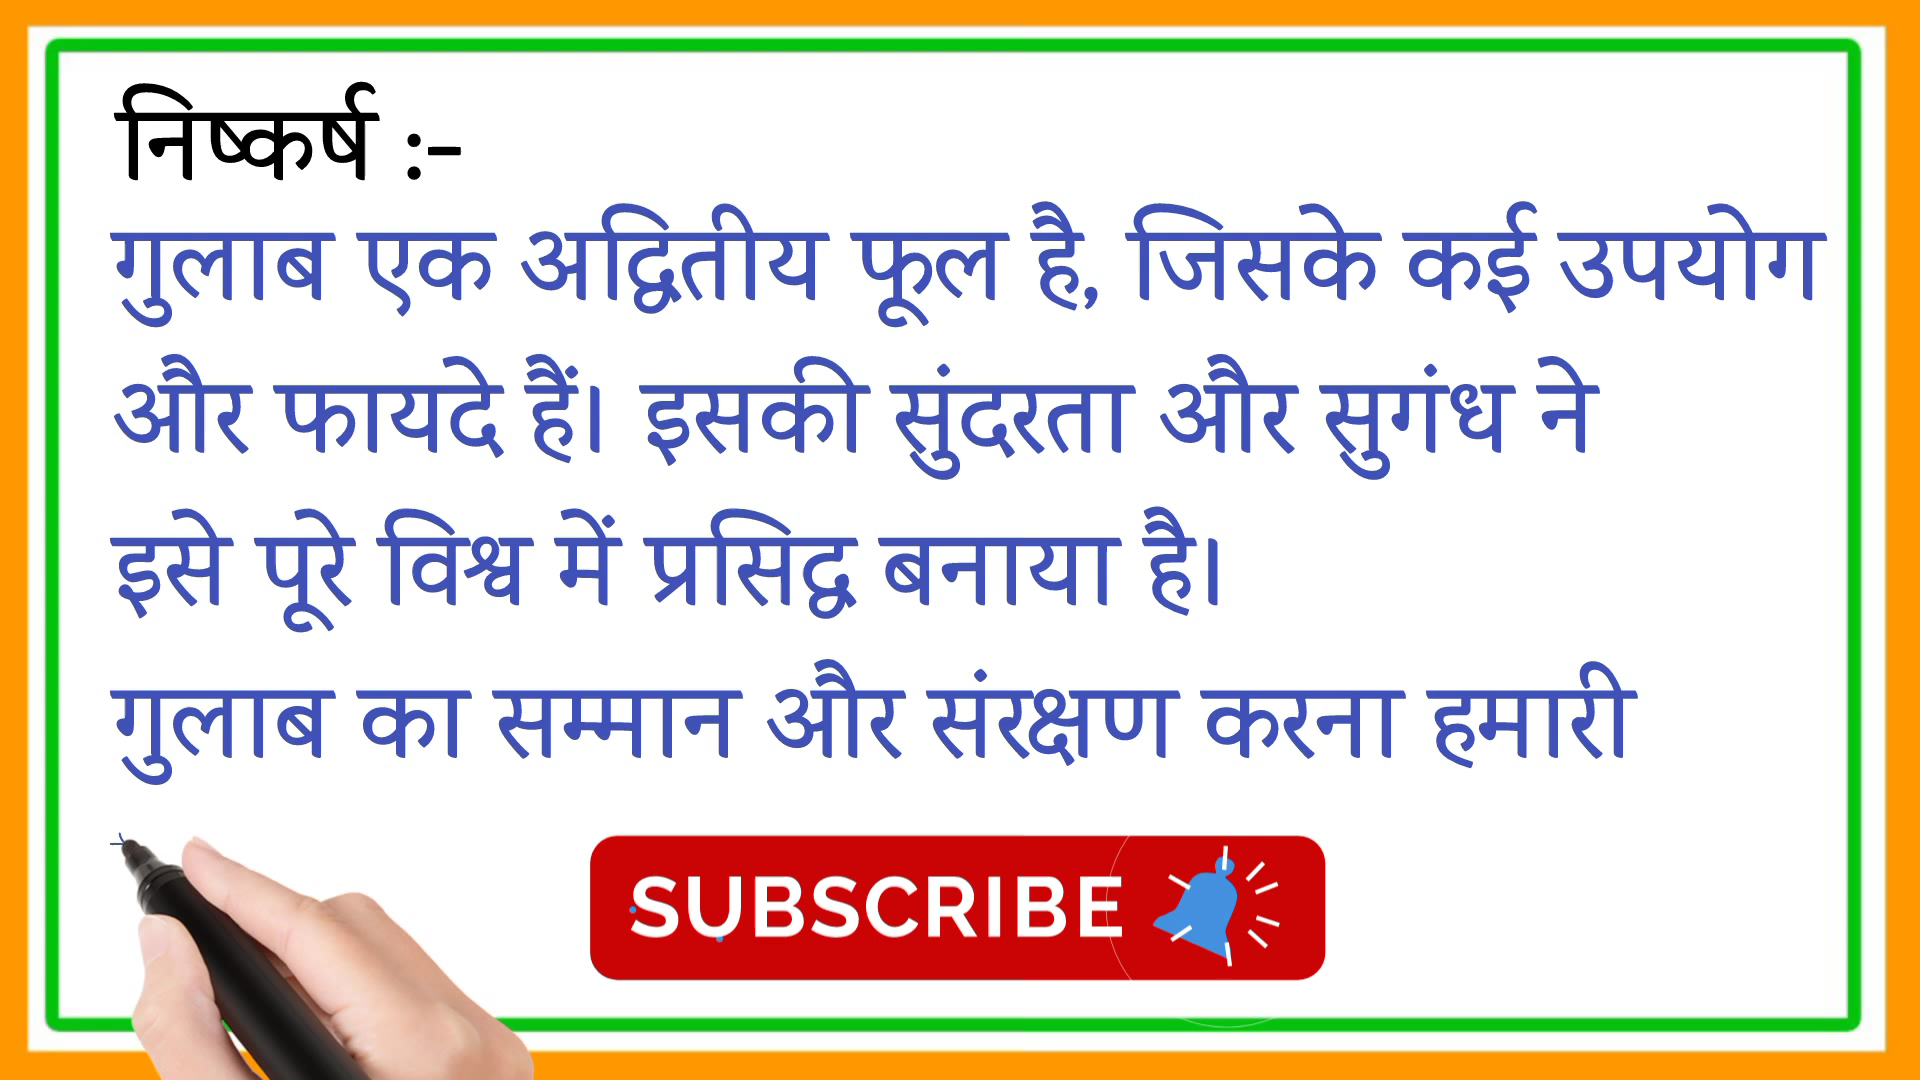 निष्कर्ष :-
गुलाब एक अद्वितीय फूल है, जिसके कई उपयोग
और फायदे हैं। इसकी सुंदरता और सुगंध ने
इसे पूरे विश्व में प्रसिद्ध बनाया है।
गुलाब का सम्मान और संरक्षण करना हमारी
SUBSCRIBE